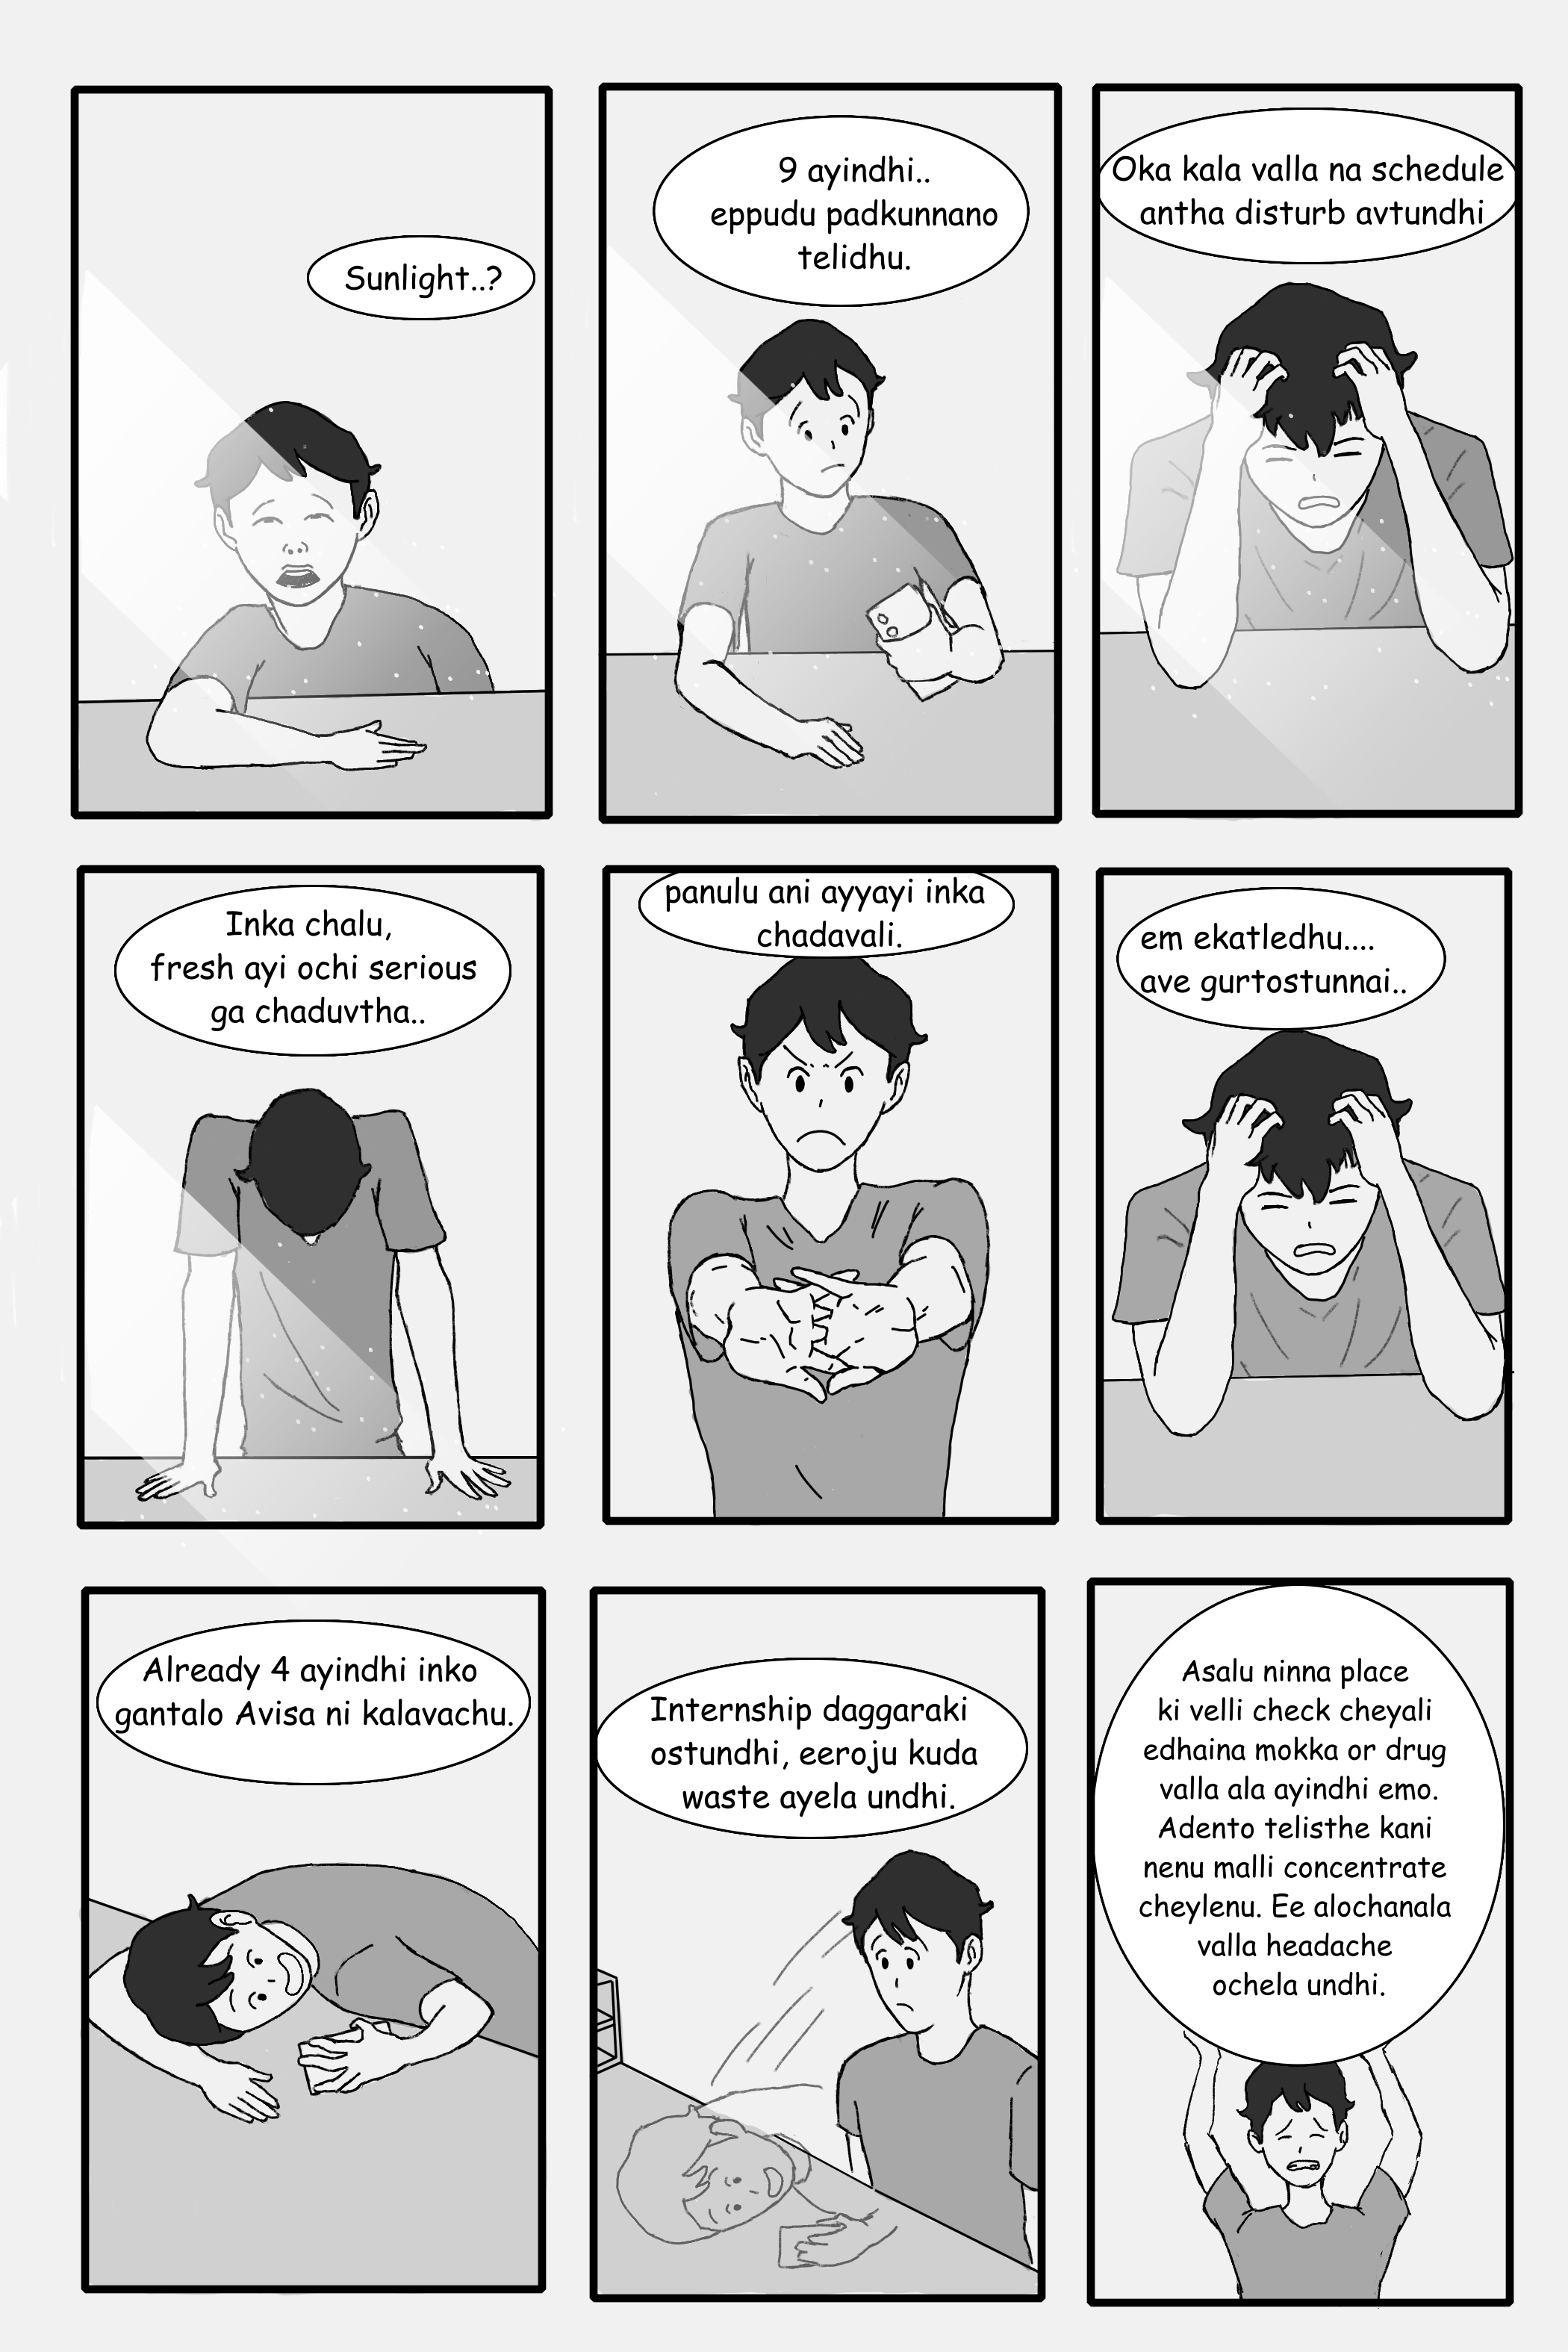 Sunlight..?
9 ayindhi..
eppudu padkunnano
telidhu.
Oka kala valla na schedule
antha disturb avtundhi
Inka chalu,
fresh ayi ochi serious
ga chaduvtha..
panulu ani ayyayi inka
chadavali.
em ekatledhu....
ave gurtostunnai..
Already 4 ayindhi inko
gantalo Avisa ni kalavachu.
Internship daggaraki
ostundhi, eeroju kuda
waste ayela undhi.
Asalu ninna place
ki velli check cheyali
edhaina mokka or drug
valla ala ayindhi emo.
Adento telisthe kani
nenu malli concentrate
cheylenu. Ee alochanala
valla headache
ochela undhi.